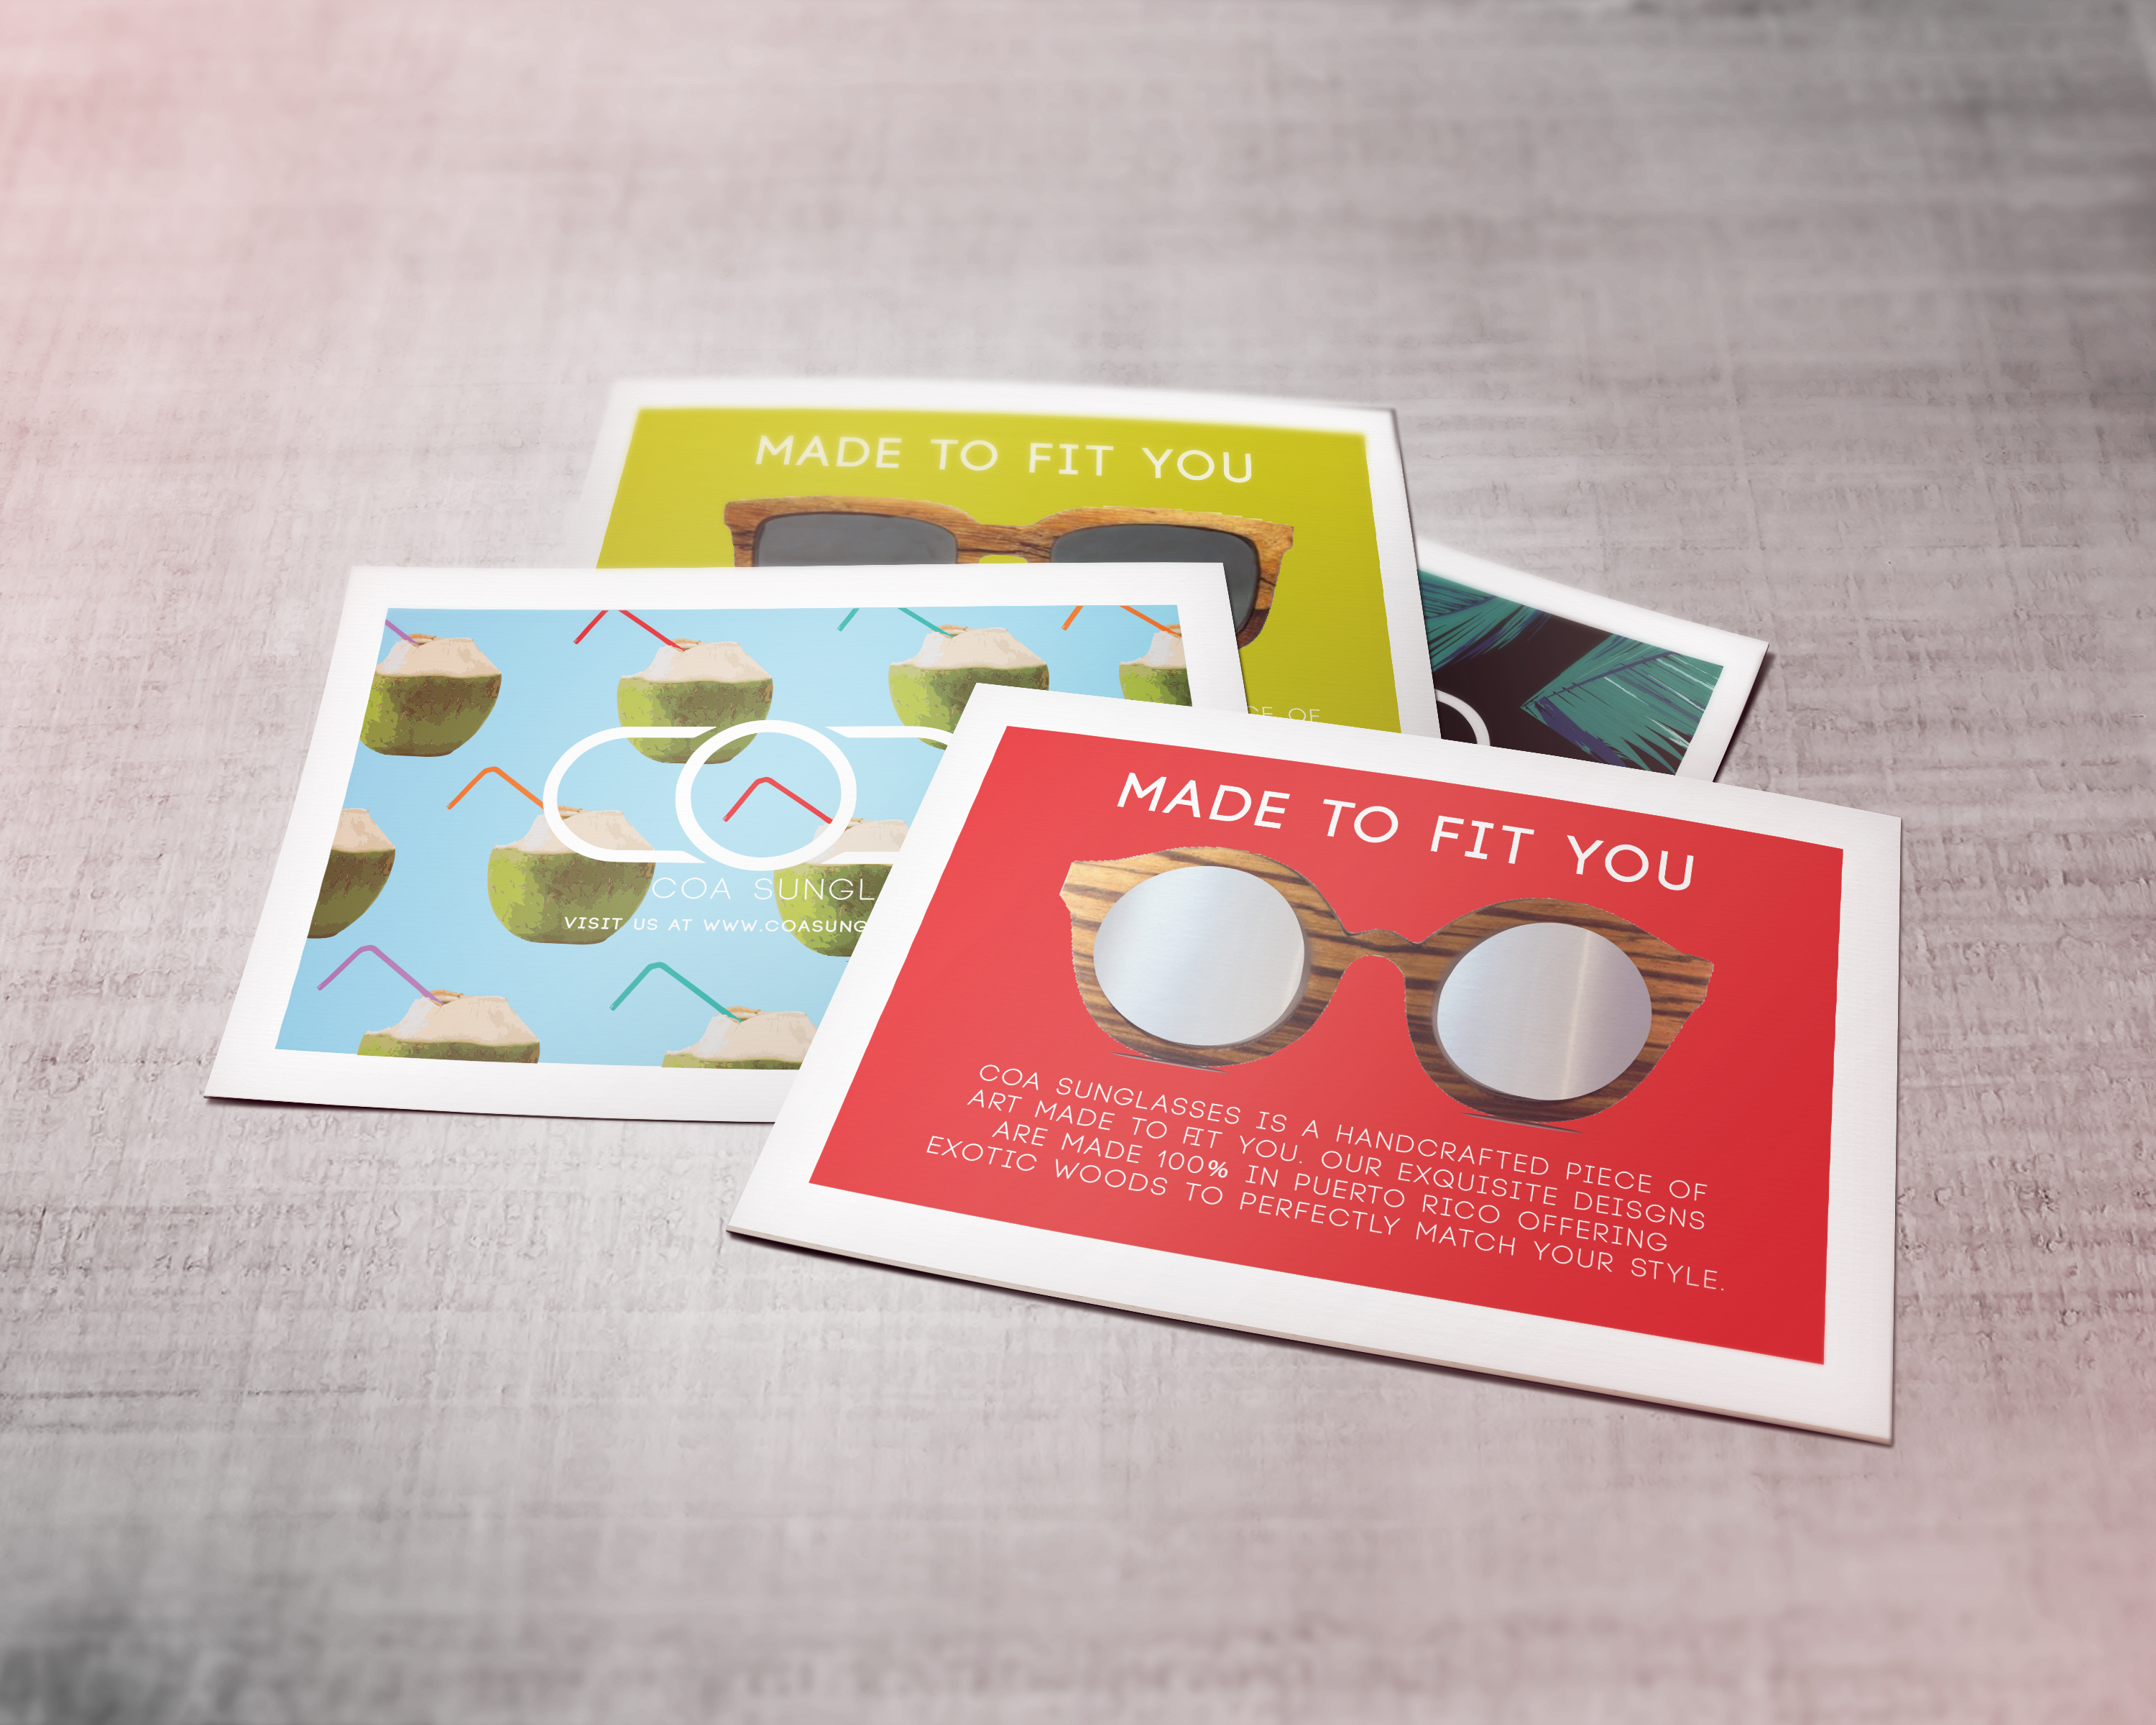 MADE TO FIT YOU
CE OF
COA SUNGL
VISIT US AT WWW.COASUNG
MADE TO FIT YOU
COA SUNGLASSES IS A HANDCRAFTED PIECE OF
ART MADE TO FIT YOU. OUR EXQUISITE DEISGNS
ARE MADE 100% IN PUERTO RICO OFFERING
EXOTIC WOODS TO PERFECTLY MATCH YOUR STYLE.